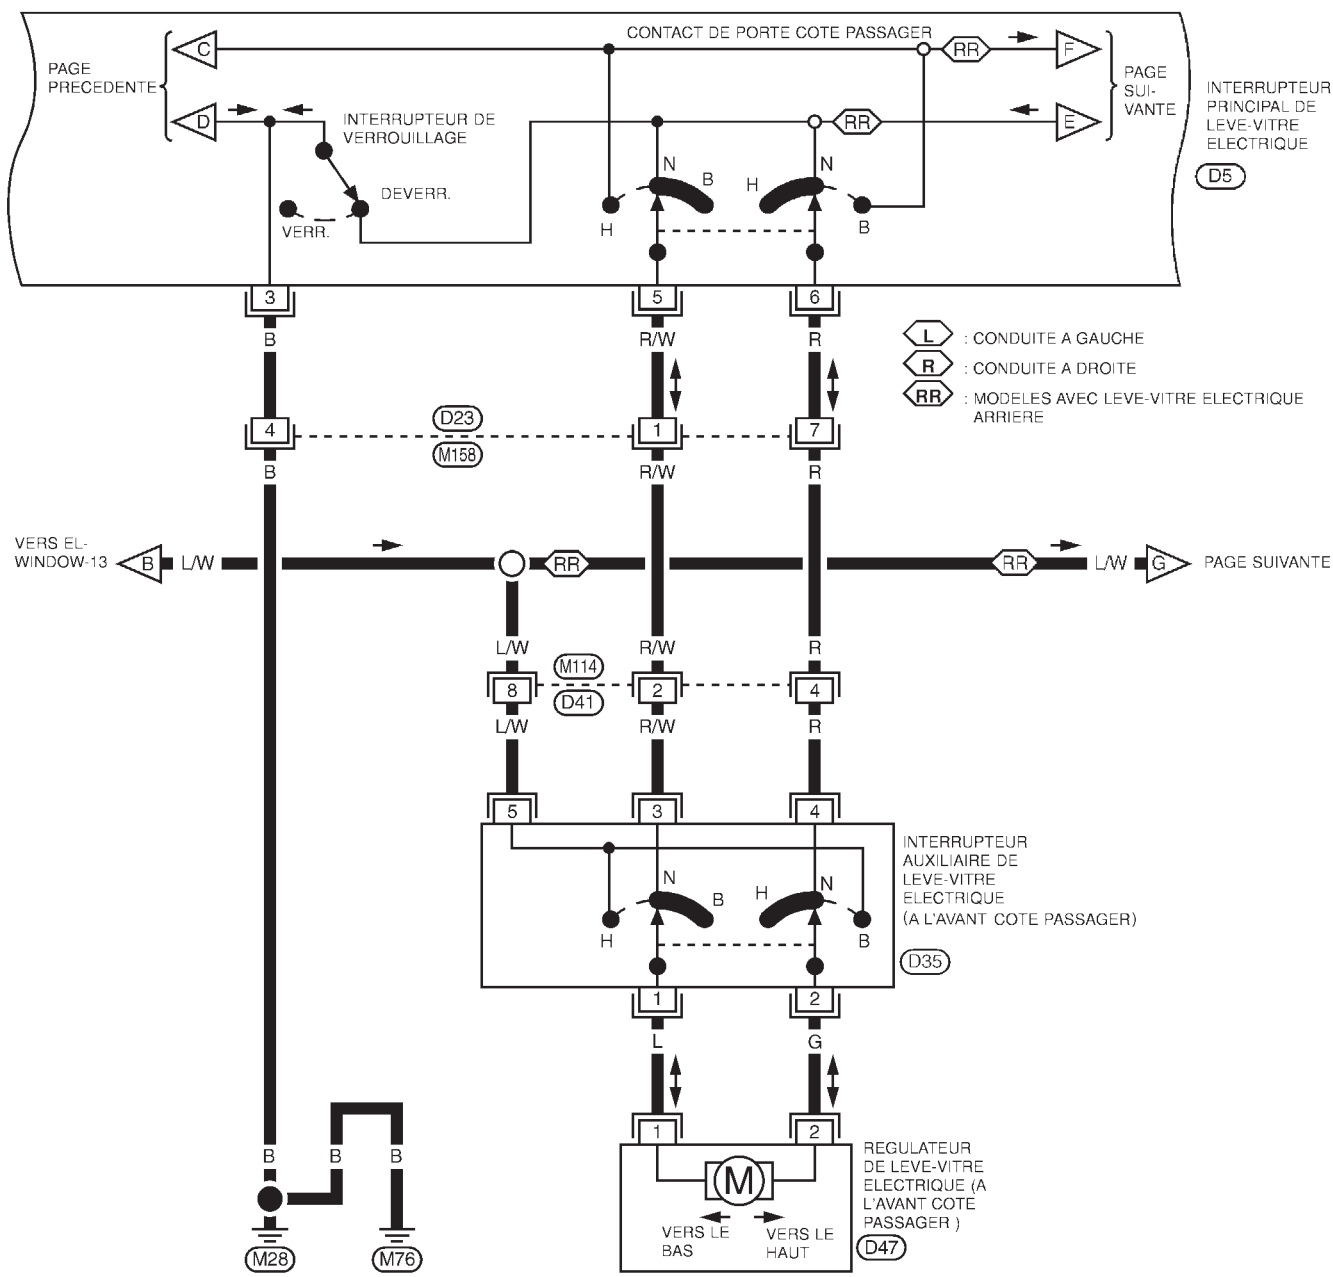 CONTACT DE PORTE COTE PASSAGER
C
RR
F
PAGE
PRECEDENTE
PAGE
SUI-
VANTE
INTERRUPTEUR
PRINCIPAL DE
LEVE-VITRE
ELECTRIQUE
D5
D
INTERRUPTEUR DE
VERROUILLAGE
RR
E
DEVERR.
VERR.
N
B
H
H
N
B
3
5
6
B
R/W
R
L : CONDUITE A GAUCHE
R : CONDUITE A DROITE
RR : MODELES AVEC LEVE-VITRE ELECTRIQUE
ARRIERE
4
D23
M158
1
7
B
R/W
R
VERS EL-
WINDOW-13
B
L/W
RR
RR
L/W
G
PAGE SUIVANTE
L/W
R/W
R
8
M114
D41
2
4
L/W
R/W
R
5
3
4
INTERRUPTEUR
AUXILIAIRE DE
LEVE-VITRE
ELECTRIQUE
(A L'AVANT COTE PASSAGER)
D35
N
B
H
H
N
B
1
2
L
G
1
2
REGULATEUR
DE LEVE-VITRE
ELECTRIQUE (A
L'AVANT COTE
PASSAGER )
D47
M
VERS LE
BAS
VERS LE
HAUT
B
B
B
M28
M76